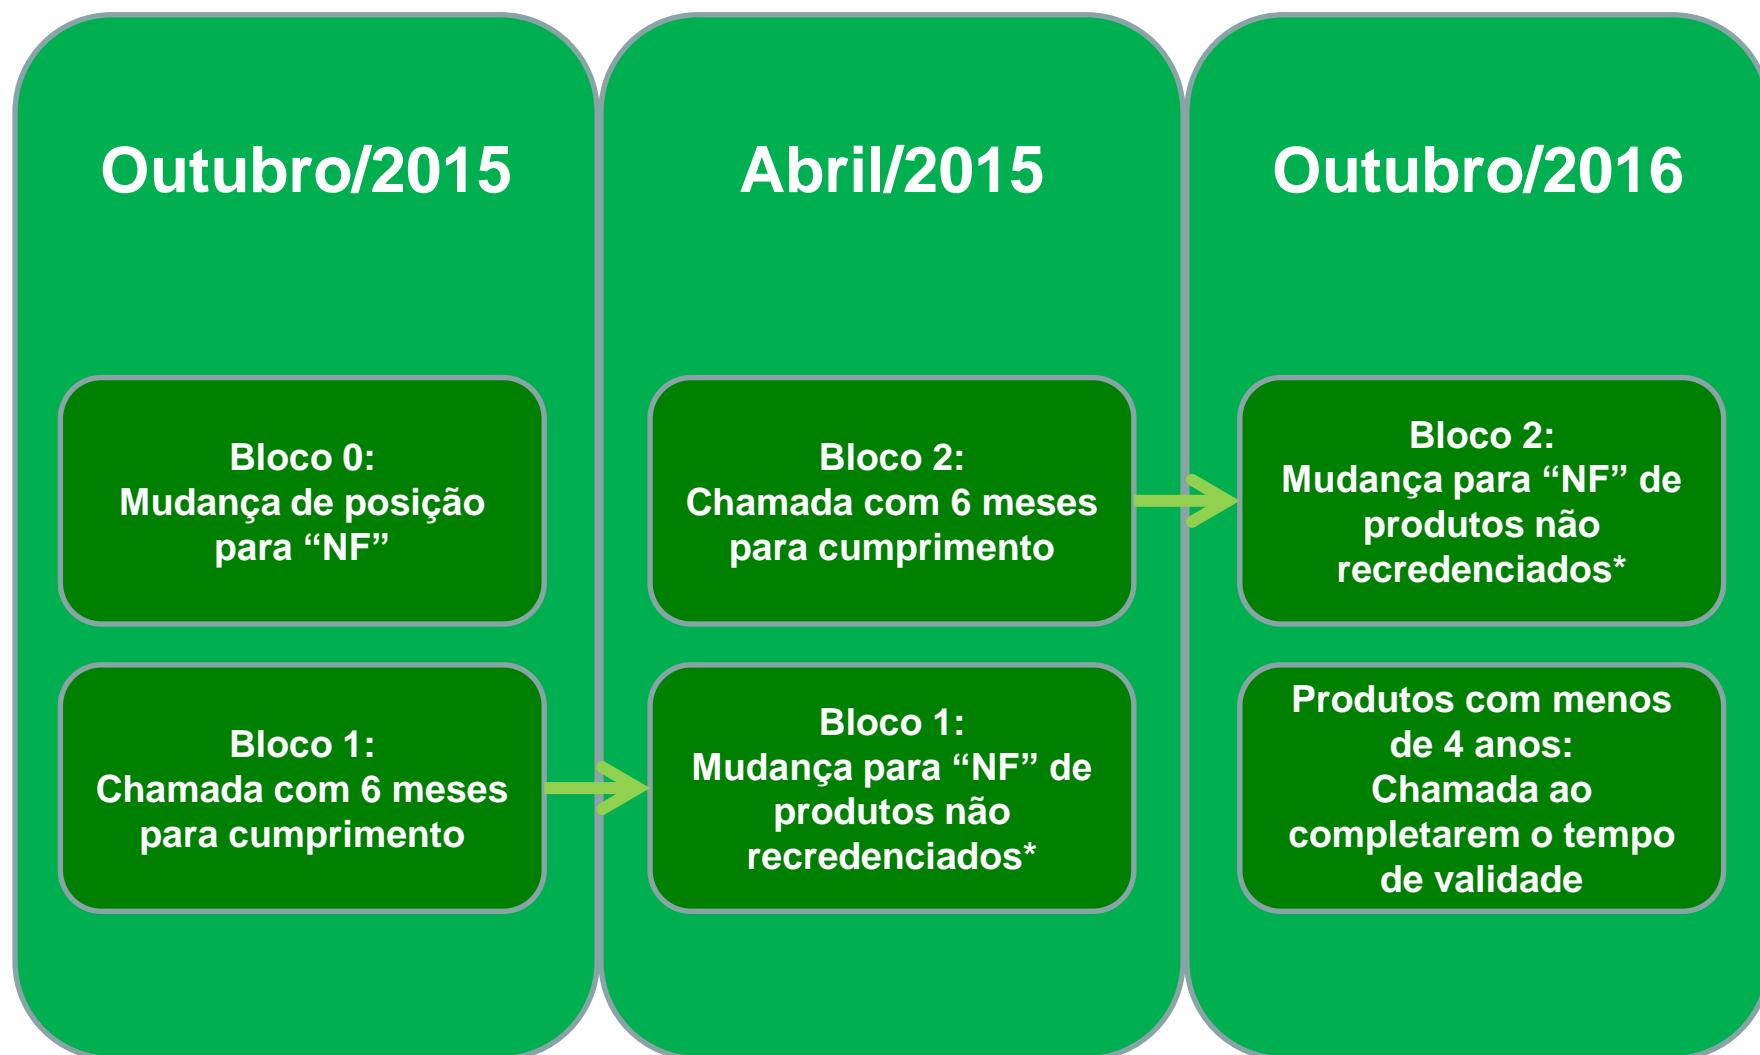 Outubro/2015
Bloco 0:
Mudança de posição
para “NF”
Bloco 1:
Chamada com 6 meses
para cumprimento
Abril/2015
Bloco 2:
Chamada com 6 meses
para cumprimento
Bloco 1:
Mudança para “NF” de
produtos não
recredenciados*
Outubro/2016
Bloco 2:
Mudança para “NF” de
produtos não
recredenciados*
Produtos com menos
de 4 anos:
Chamada ao
completarem o tempo
de validade